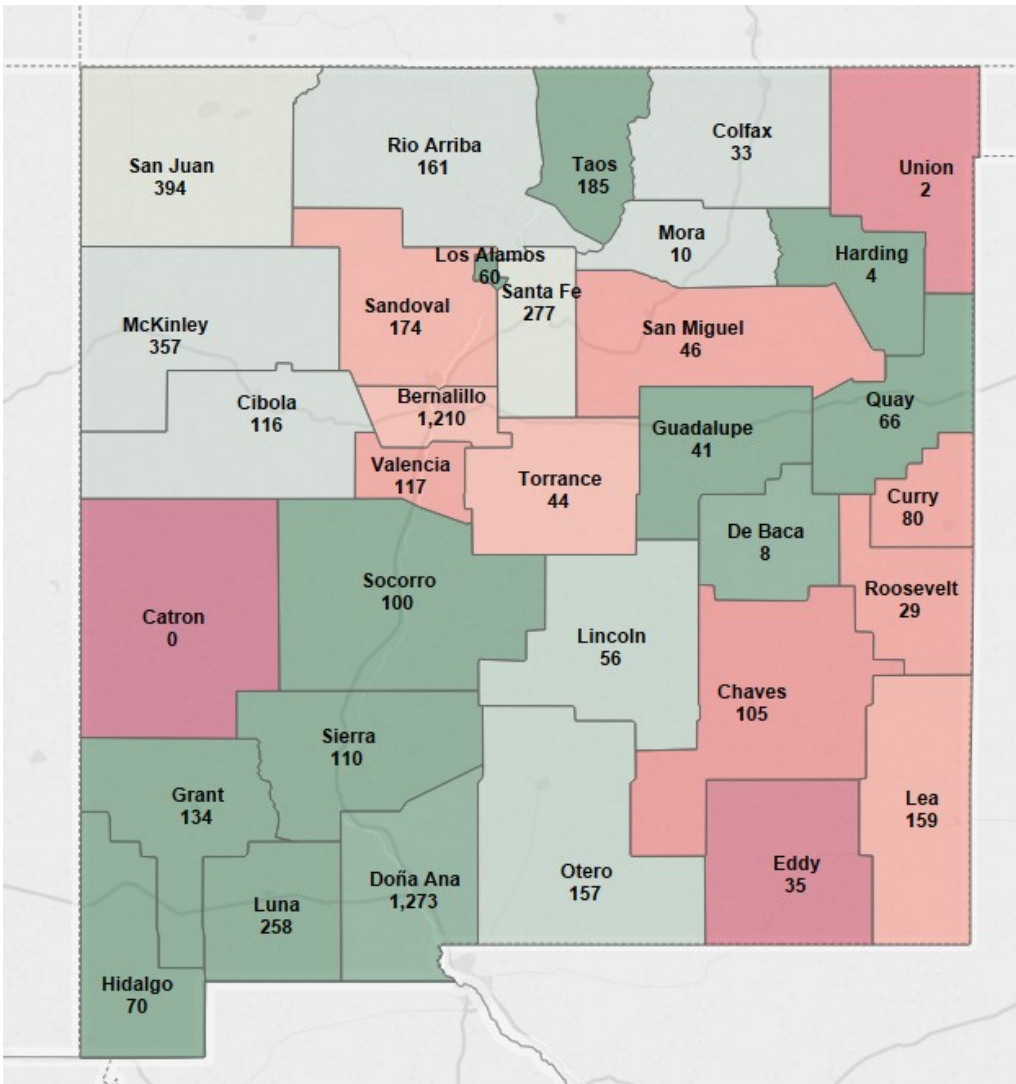 San Juan
394
Rio Arriba
161
Taos
185
Colfax
33
Union
2
Mora
10
Harding
4
Los Alamos
60
Santa Fe
277
Sandoval
174
San Miguel
46
McKinley
357
Cibola
116
Bernalillo
1,210
Guadalupe
41
Quay
66
Valencia
117
Torrance
44
Curry
80
De Baca
8
Socorro
100
Roosevelt
29
Catron
0
Lincoln
56
Chaves
105
Sierra
110
Grant
134
Lea
159
Otero
157
Eddy
35
Doña Ana
1,273
Luna
258
Hidalgo
70